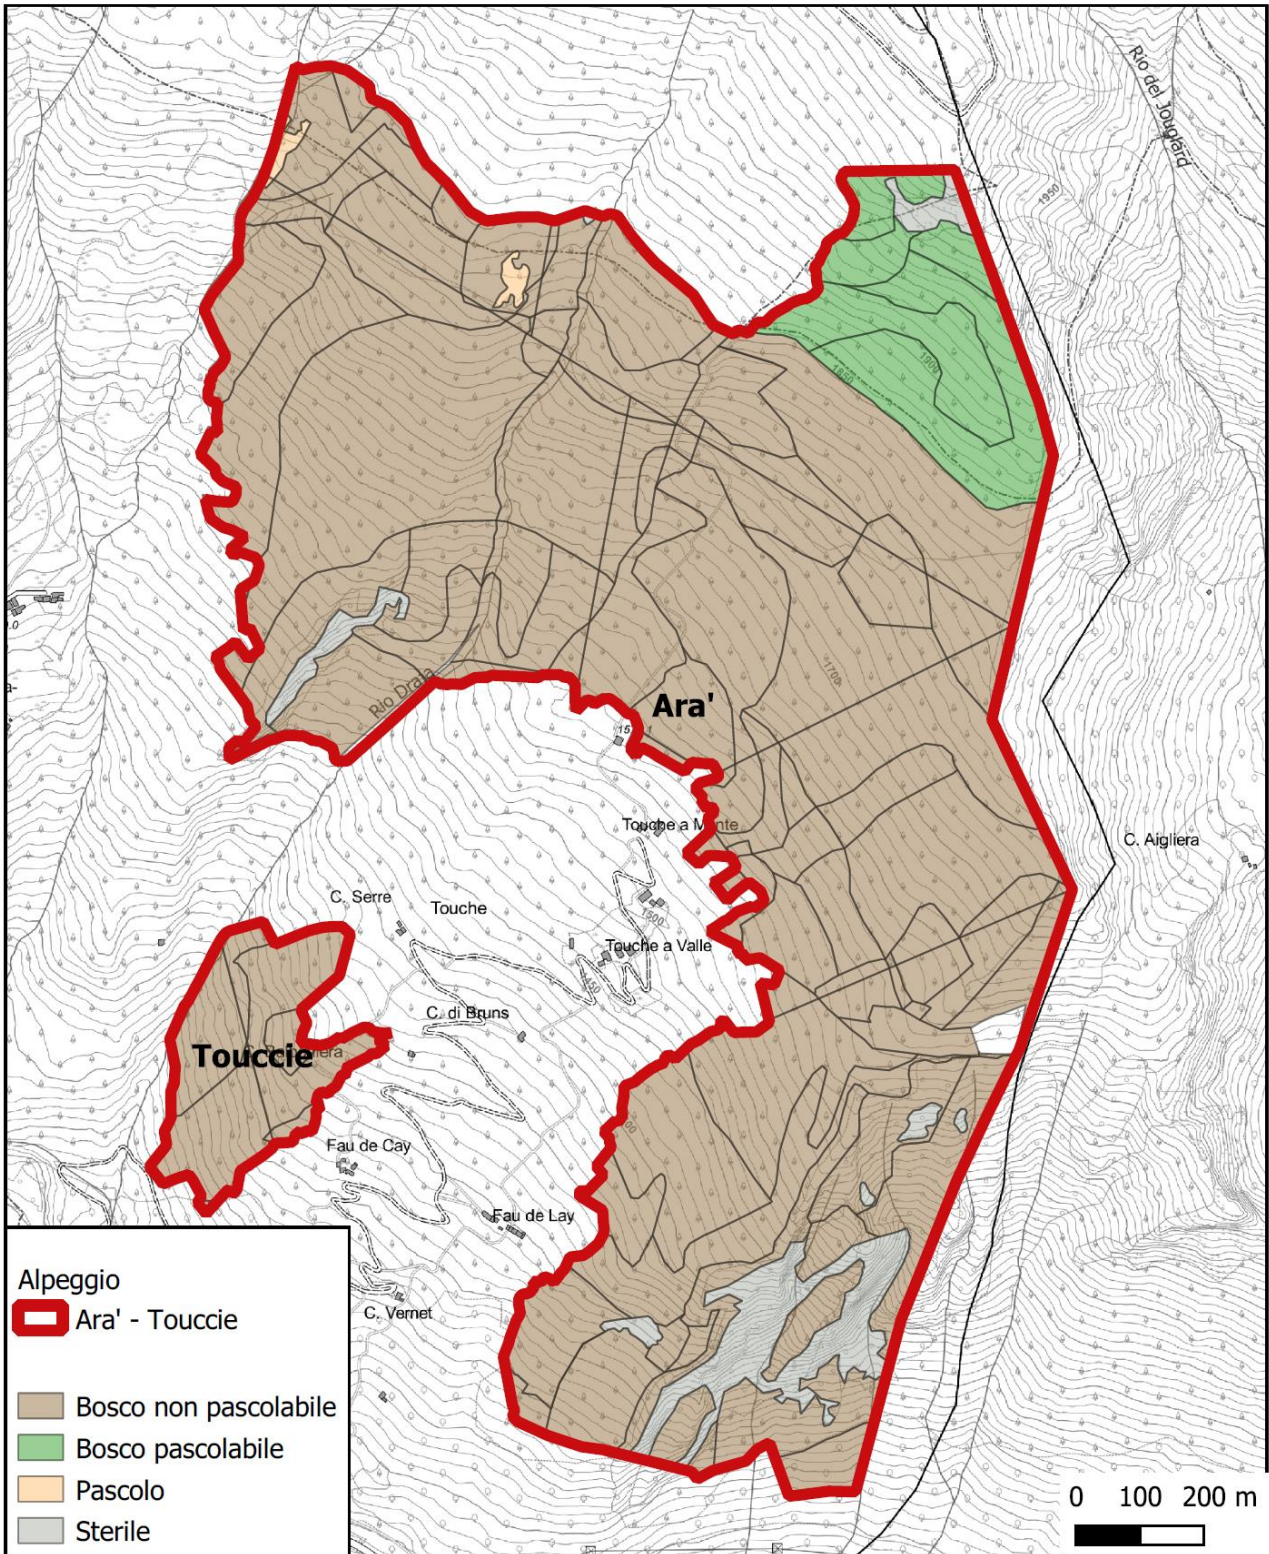 Rio del Jouglard
1950
1900
1850
1700
Rio Draia
Ara'
Touche a Monte
C. Aigliera
C. Serre
Touche
1500
Touche a Valle
1450
C. di Bruns
Touccie
Fau de Cay
Fau de Lay
C. Vernet
Alpeggio
Ara' - Touccie
Bosco non pascolabile
Bosco pascolabile
Pascolo
Sterile
0 100 200 m